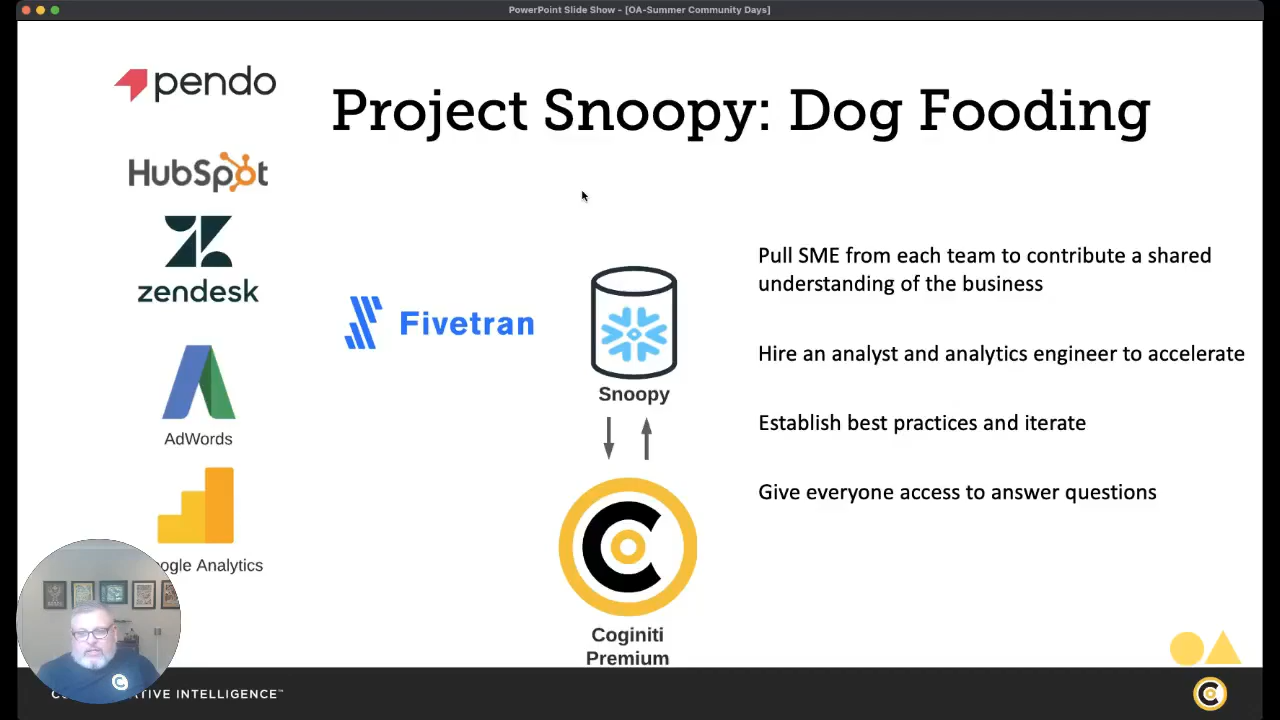 PowerPoint Slide Show - [OA-Summer Community Days]
pendo
Project Snoopy: Dog Fooding
HubSpot
zendesk
Fivetran
Snoopy
AdWords
ogle Analytics
Pull SME from each team to contribute a shared
understanding of the business
Hire an analyst and analytics engineer to accelerate
Establish best practices and iterate
Give everyone access to answer questions
Coginiti
Premium
INTELLIGENCE™